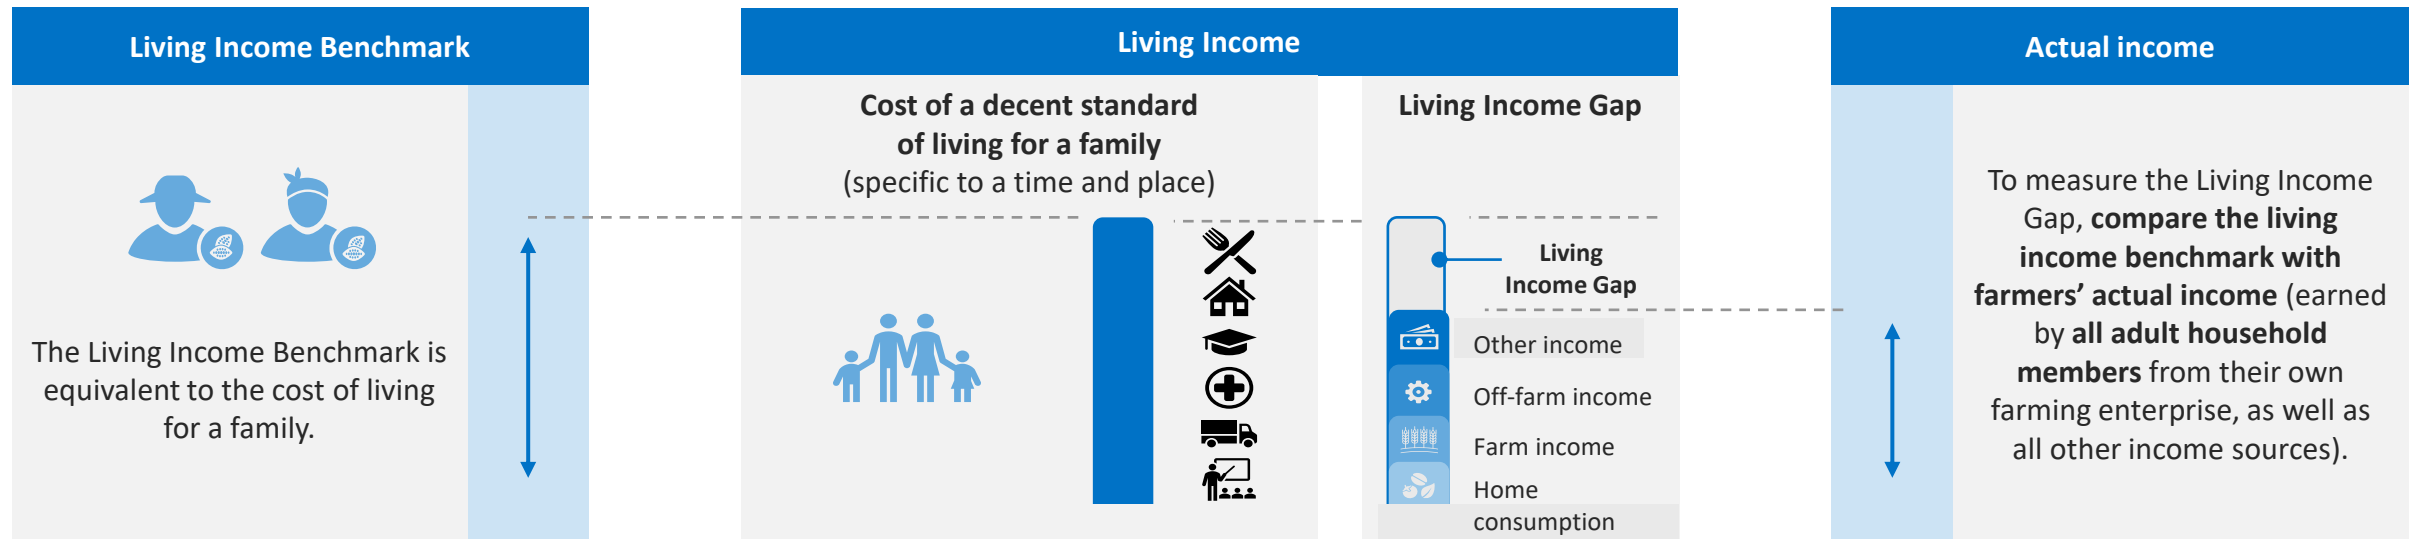 Living Income Benchmark
The Living Income Benchmark is
equivalent to the cost of living
for a family.
Living Income
Cost of a decent standard
of living for a family
(specific to a time and place)
Living Income Gap
Living
Income Gap
Other income
Off-farm income
Farm income
Home
consumption
Actual income
To measure the Living Income
Gap, compare the living
income benchmark with
farmers’ actual income (earned
by all adult household
members from their own
farming enterprise, as well as
all other income sources).